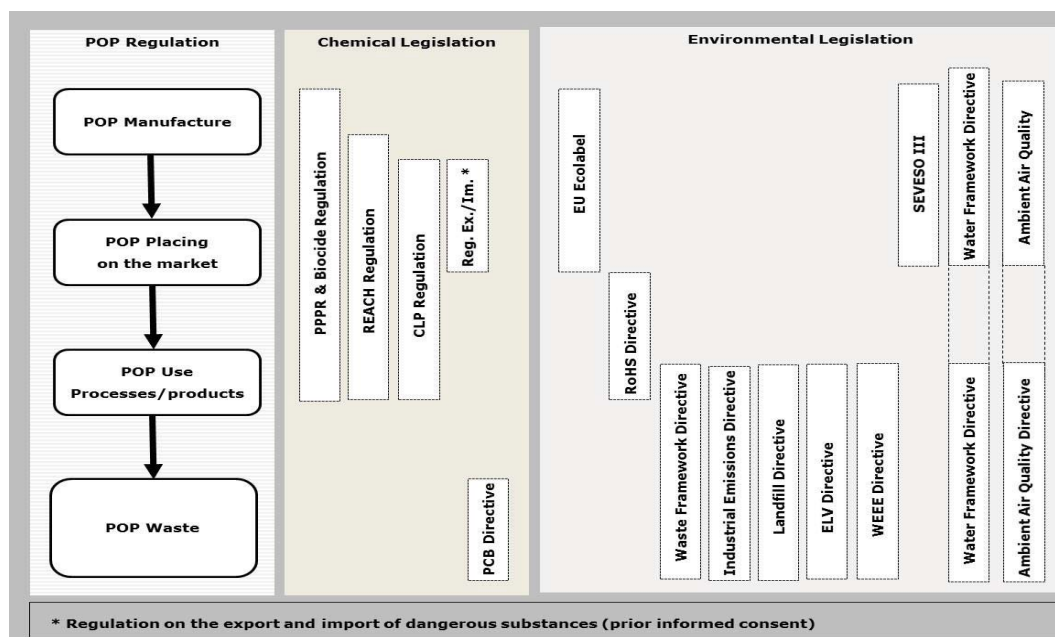 POP Regulation
POP Manufacture
POP Placing
on the market
POP Use
Processes/products
POP Waste
Chemical Legislation
PPPR & Biocide Regulation
REACH Regulation
CLP Regulation
Reg. Ex./Im. *
PCB Directive
Environmental Legislation
EU Ecolabel
RoHS Directive
Waste Framework Directive
Industrial Emissions Directive
Landfill Directive
ELV Directive
WEEE Directive
SEVESO III
Water Framework Directive
Ambient Air Quality
Water Framework Directive
Ambient Air Quality Directive
* Regulation on the export and import of dangerous substances (prior informed consent)